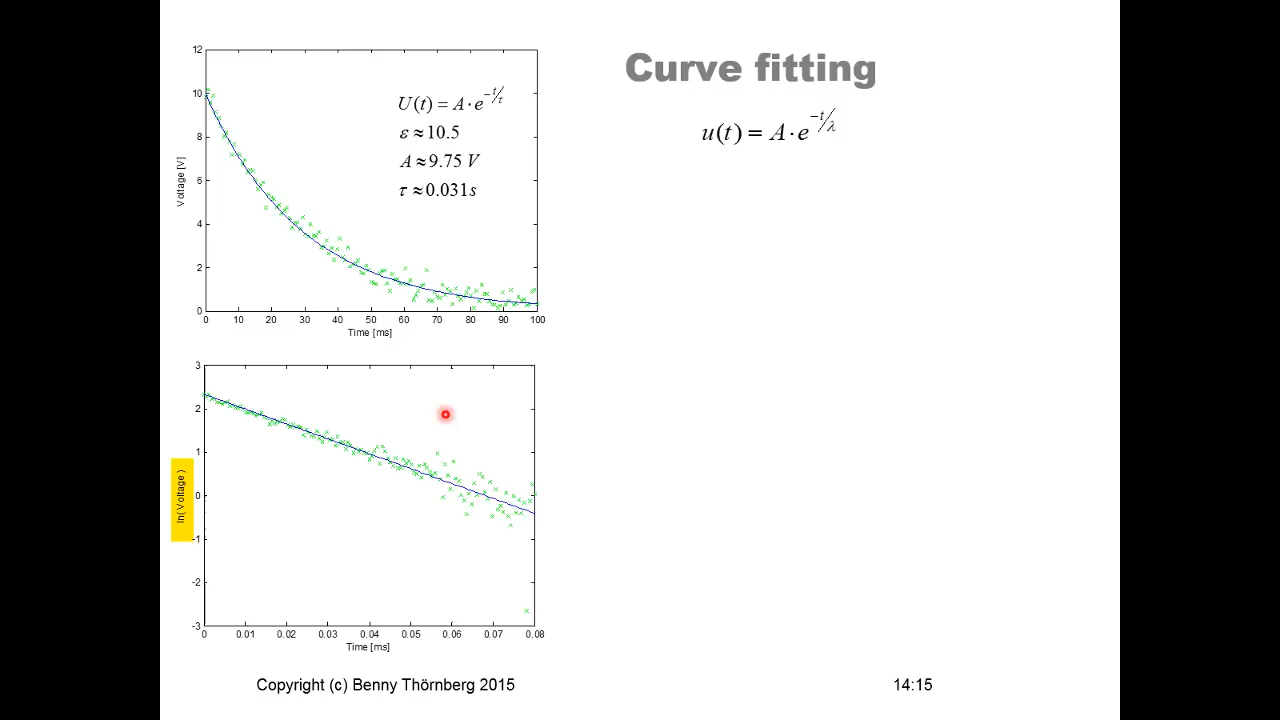 Curve fitting
u(t) = A · e^{-t/λ}
12
10
8
6
4
2
0
Voltage [V]
U(t) = A · e^{-t/τ}
ε ≈ 10.5
A ≈ 9.75 V
τ ≈ 0.031s
0 10 20 30 40 50 60 70 80 90 100
Time [ms]
3
2
1
0
-1
-2
-3
ln( Voltage )
0 0.01 0.02 0.03 0.04 0.05 0.06 0.07 0.08
Time [ms]
Copyright (c) Benny Thörnberg 2015
14:15